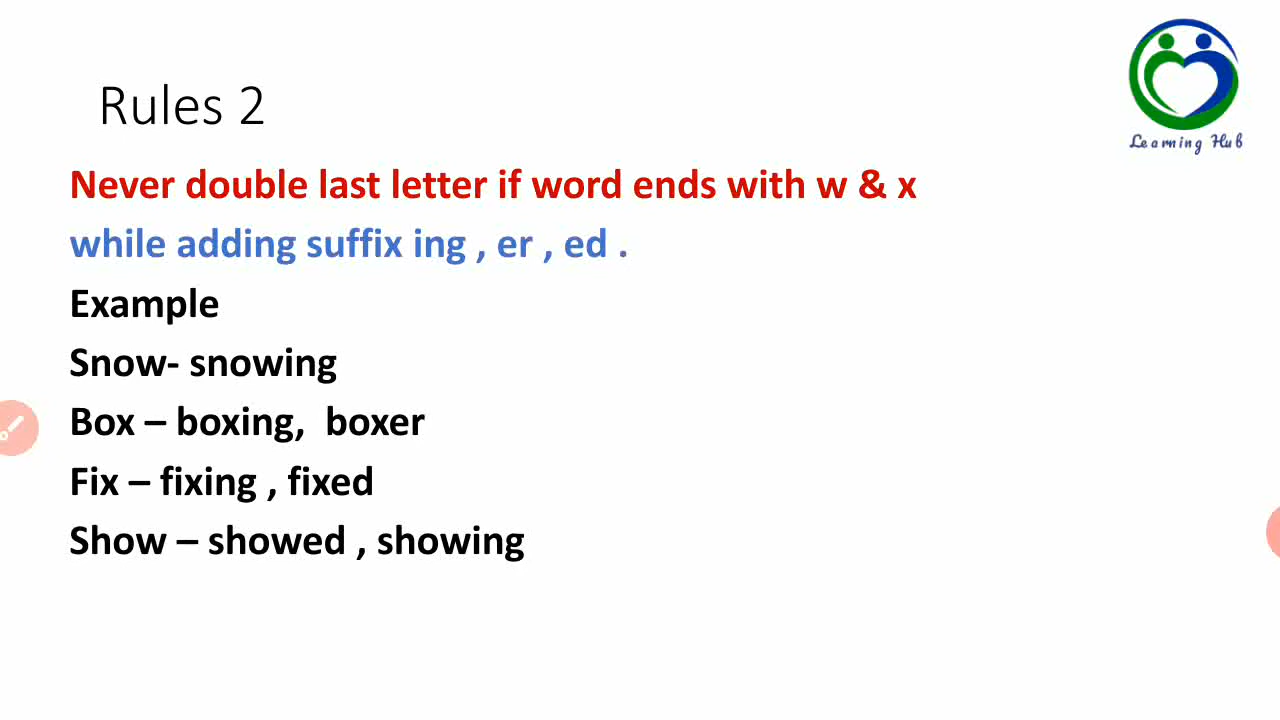 Learning Hub
Rules 2
Never double last letter if word ends with w & x
while adding suffix ing , er , ed .
Example
Snow- snowing
Box – boxing,  boxer
Fix – fixing , fixed
Show – showed , showing